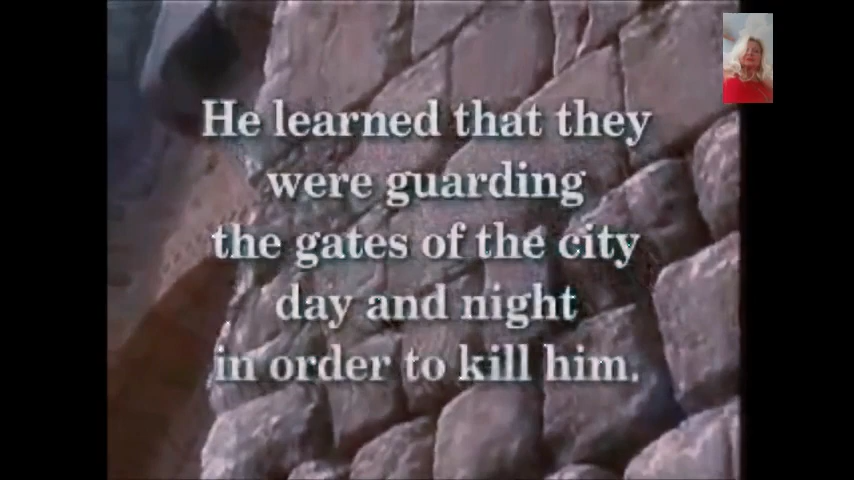 He learned that they
were guarding
the gates of the city
day and night
in order to kill him.